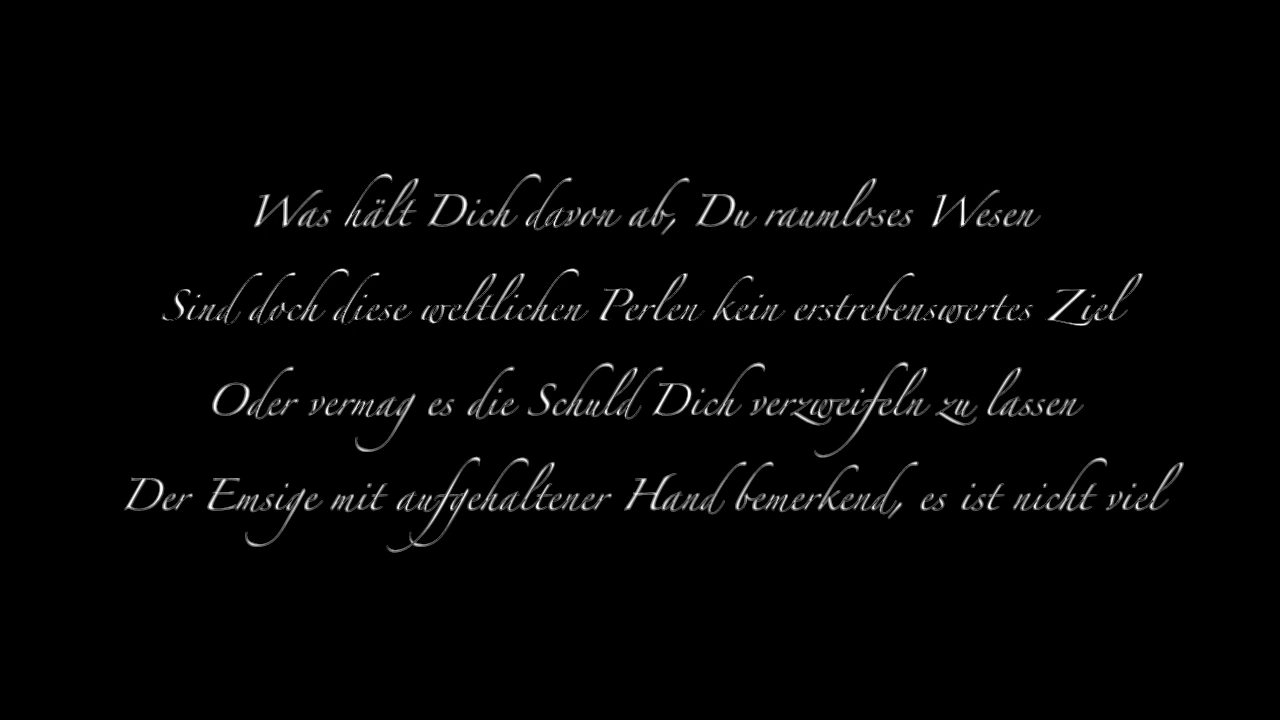 Was hält Dich davon ab, Du raumloses Wesen
Sind doch diese weltlichen Perlen kein erstrebenswertes Ziel
Oder vermag es die Schuld Dich verzweifeln zu lassen
Der Emsige mit aufgehaltener Hand bemerkend, es ist nicht viel